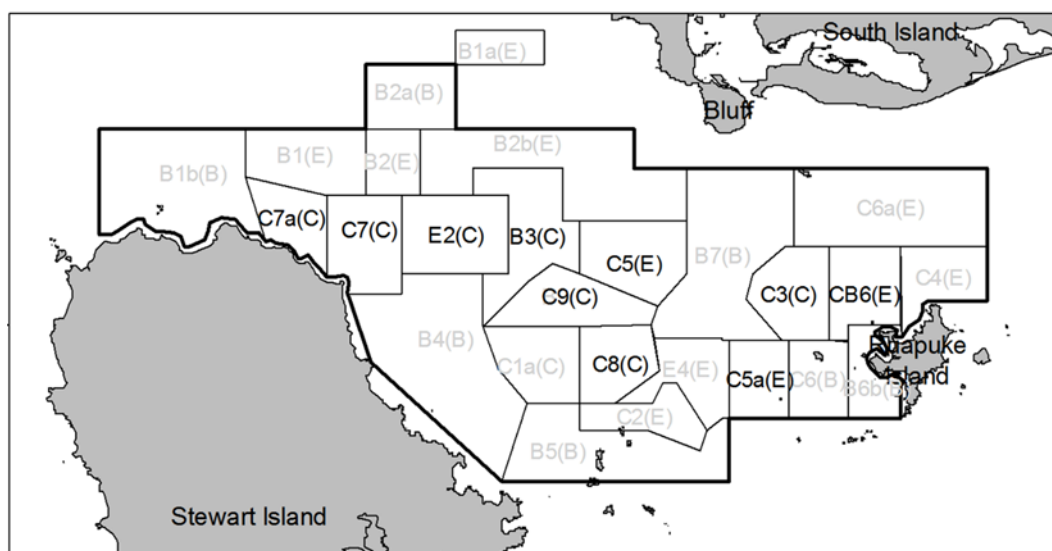 South Island
B1a(E)
B2a(B)
Bluff
B2b(E)
B1(E)
B2(E)
B1b(B)
C6a(E)
C7a(C)
C7(C)
E2(C)
B3(C)
C5(E)
B7(B)
C9(C)
C3(C)
CB6(E)
C4(E)
B4(B)
C1a(C)
C8(C)
E4(E)
C5a(E)
C6(B)
Ruapuke
Island
B6b(B)
C2(E)
B5(B)
Stewart Island